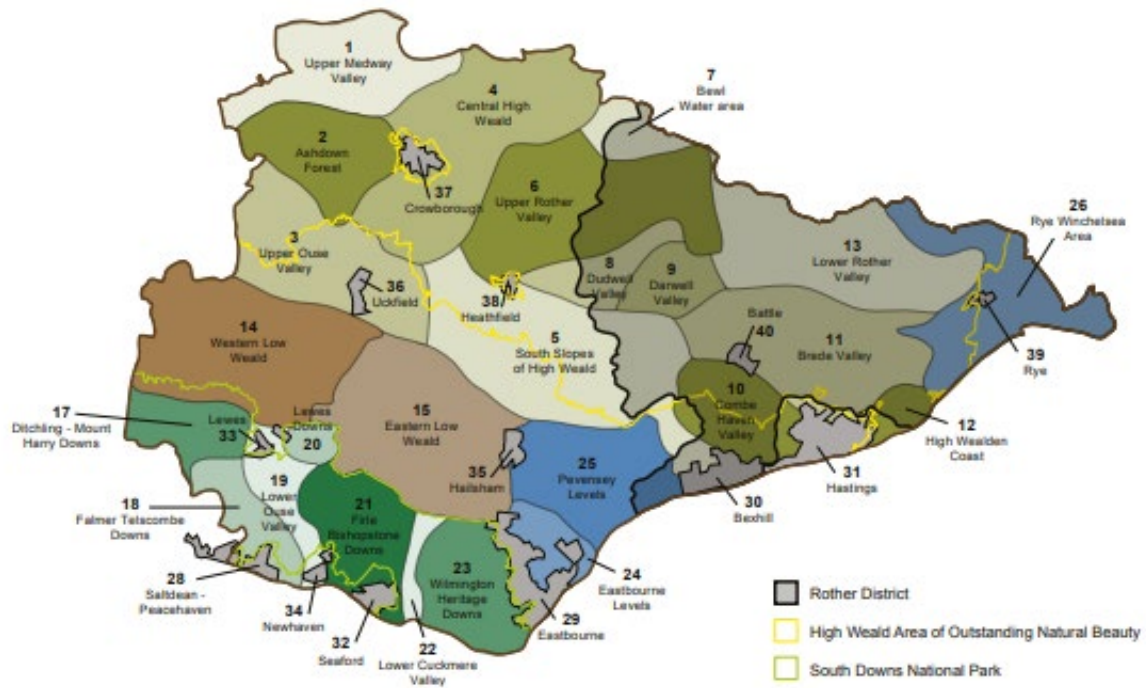 1
Upper Medway
Valley
4
Central High
Weald
7
Bewl
Water area
2
Ashdown
Forest
37
Crowborough
6
Upper Rother
Valley
26
Rye Winchelsea
Area
3
Upper Ouse
Valley
13
Lower Rother
Valley
8
Dudwell
Valley
9
Darwell
Valley
36
Uckfield
38
Heathfield
Battle
40
14
Western Low
Weald
5
South Slopes
of High Weald
11
Brede Valley
39
Rye
10
Combe
Haven
Valley
17
Ditchling - Mount
Harry Downs
Lewes
33
Lewes
Downs
20
15
Eastern Low
Weald
12
High Wealden
Coast
35
Hailsham
25
Pevensey
Levels
31
Hastings
19
Lower
Ouse
Valley
30
Bexhill
18
Falmer Telscombe
Downs
21
Firle
Bishopstone
Downs
23
Wilmington
Heritage
Downs
24
Eastbourne
Levels
28
Saltdean -
Peacehaven
34
Newhaven
29
Eastbourne
32
Seaford
22
Lower Cuckmere
Valley
Rother District
High Weald Area of Outstanding Natural Beauty
South Downs National Park